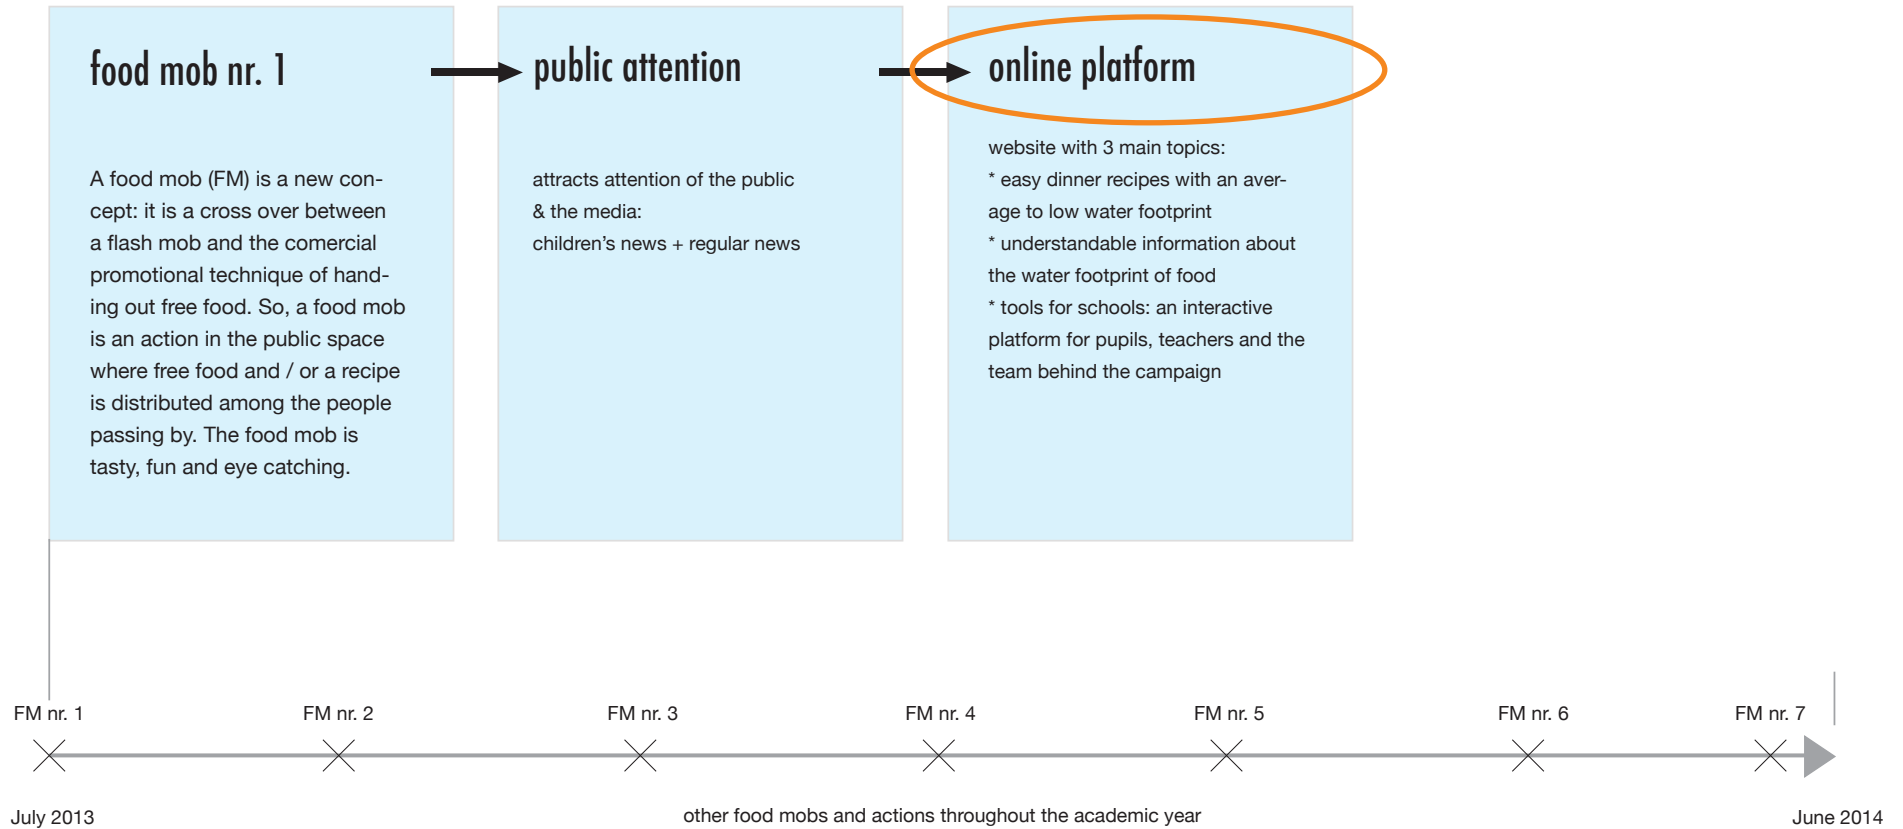 food mob nr. 1
A food mob (FM) is a new con-
cept: it is a cross over between
a flash mob and the comercial
promotional technique of hand-
ing out free food. So, a food mob
is an action in the public space
where free food and / or a recipe
is distributed among the people
passing by. The food mob is
tasty, fun and eye catching.
public attention
attracts attention of the public
& the media:
children's news + regular news
online platform
website with 3 main topics:
* easy dinner recipes with an aver-
age to low water footprint
* understandable information about
the water footprint of food
* tools for schools: an interactive
platform for pupils, teachers and the
team behind the campaign
FM nr. 1
FM nr. 2
FM nr. 3
FM nr. 4
FM nr. 5
FM nr. 6
FM nr. 7
July 2013
other food mobs and actions throughout the academic year
June 2014